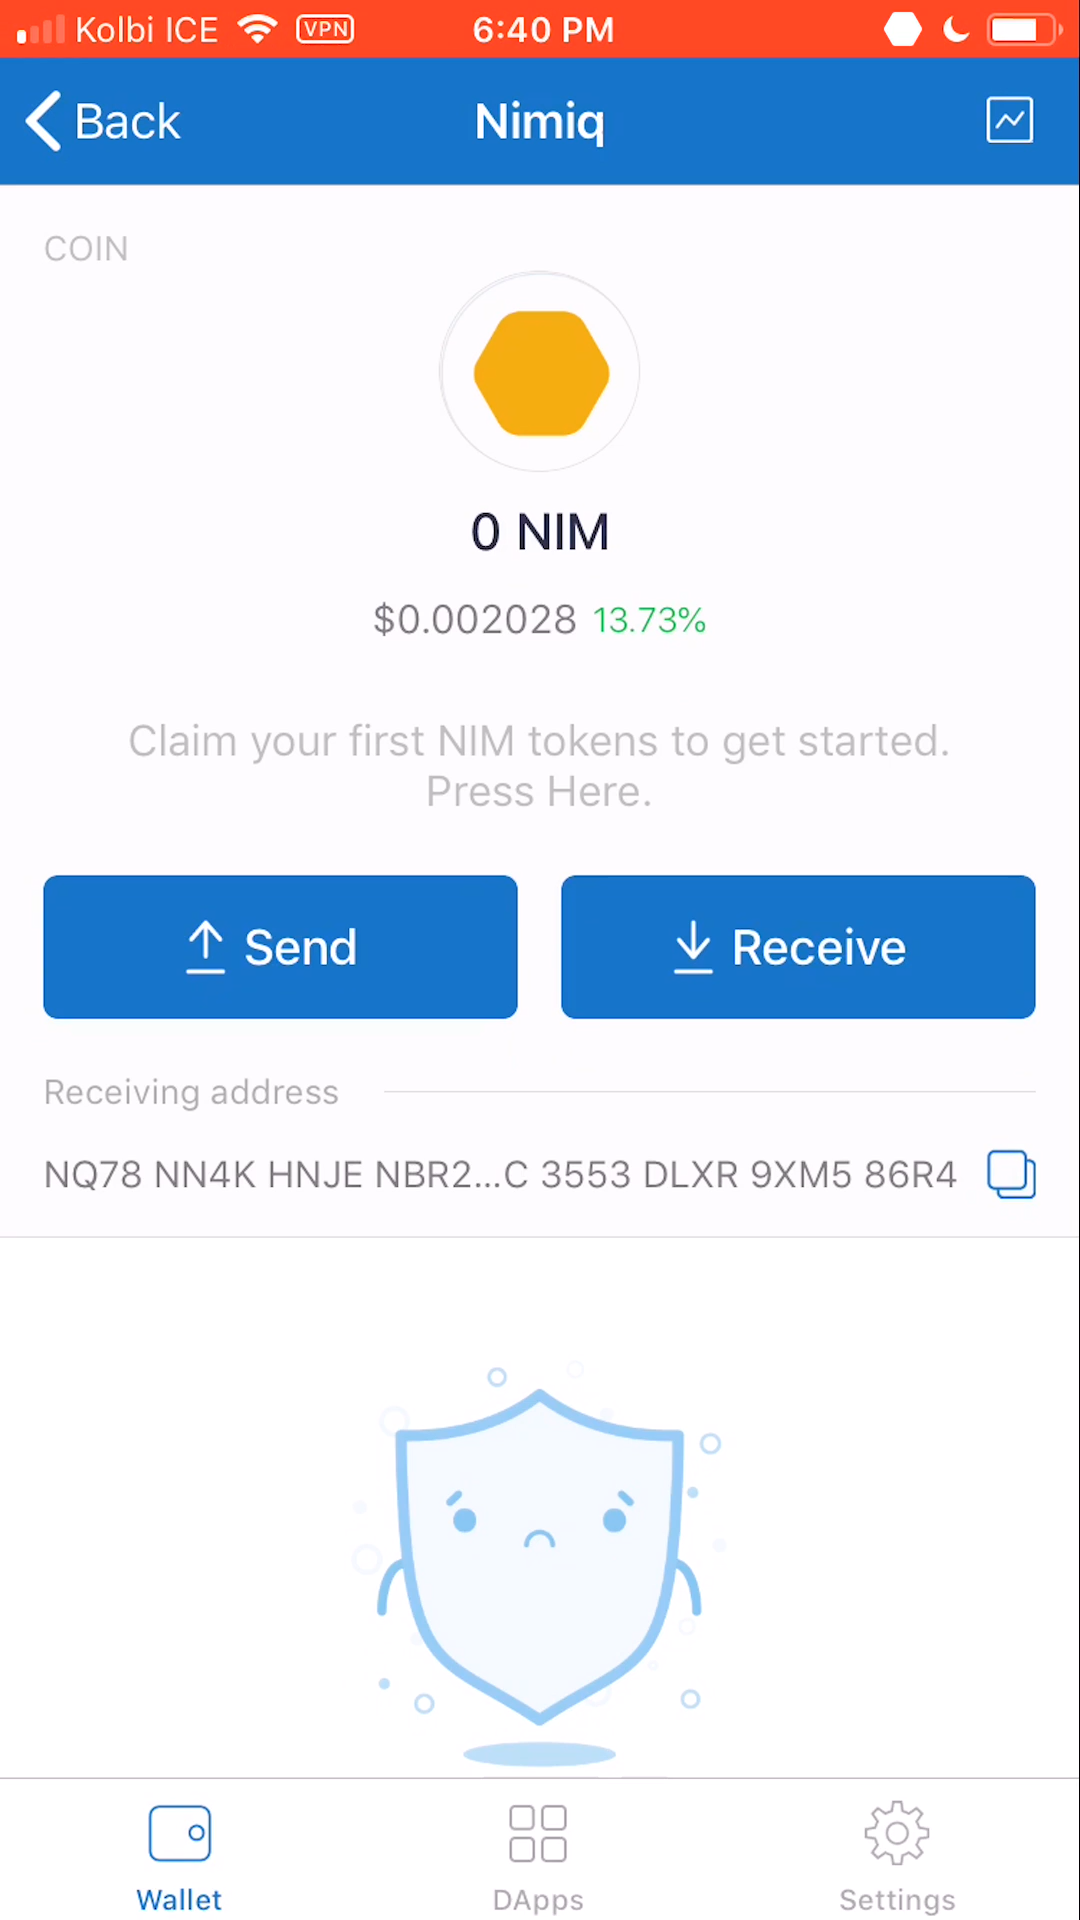 Kolbi ICE VPN 6:40 PM
Back Nimiq
COIN
0 NIM
$0.002028 13.73%
Claim your first NIM tokens to get started.
Press Here.
Send Receive
Receiving address
NQ78 NN4K HNJE NBR2...C 3553 DLXR 9XM5 86R4
Wallet DApps Settings